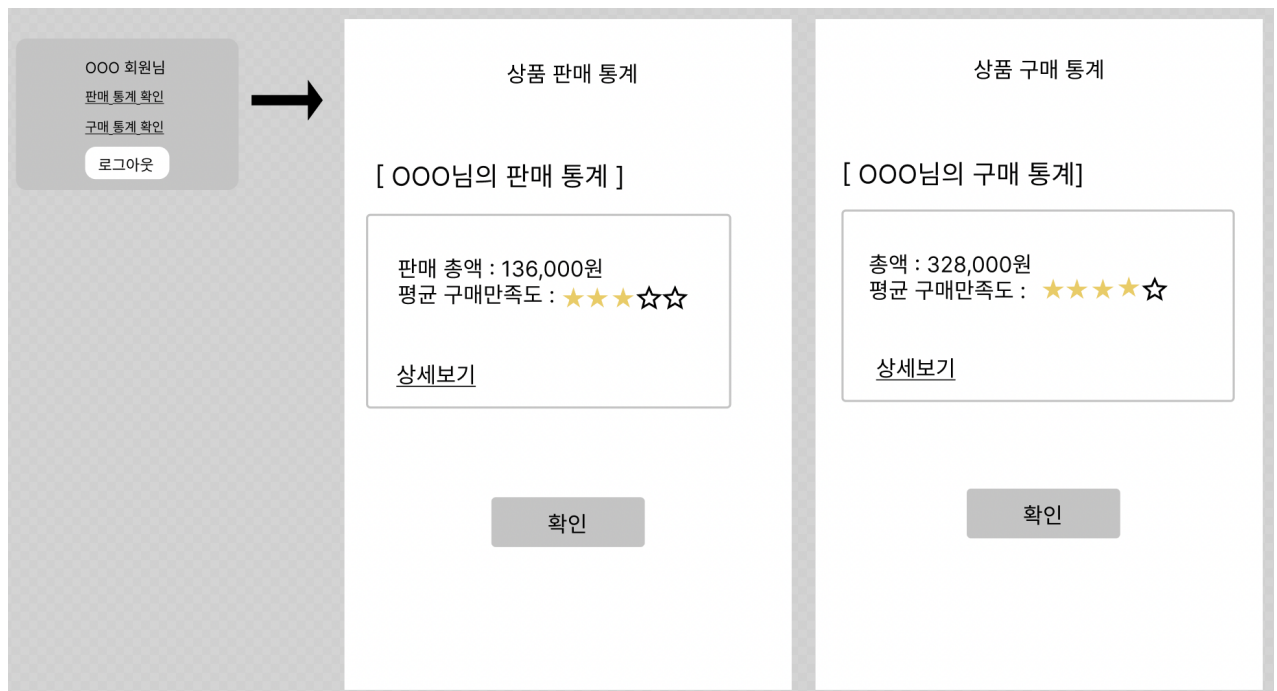 OOO 회원님
판매 통계 확인
구매 통계 확인
로그아웃
상품 판매 통계
[ OOO님의 판매 통계 ]
판매 총액 : 136,000원
평균 구매만족도 : ★★★☆☆
상세보기
확인
상품 구매 통계
[ OOO님의 구매 통계]
총액 : 328,000원
평균 구매만족도 : ★★★★☆
상세보기
확인